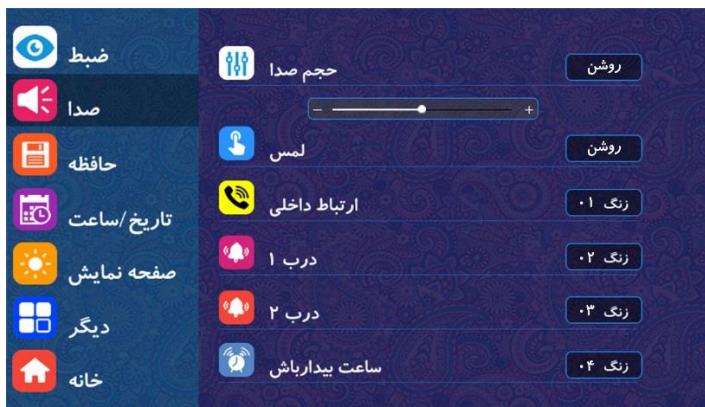 ضبط
صدا
حافظه
تاریخ/ساعت
صفحه نمایش
دیگر
خانه
حجم صدا روشن
− +
لمس روشن
ارتباط داخلی زنگ ۰۱
درب ۱ زنگ ۰۲
درب ۲ زنگ ۰۳
ساعت بیدارباش زنگ ۰۴